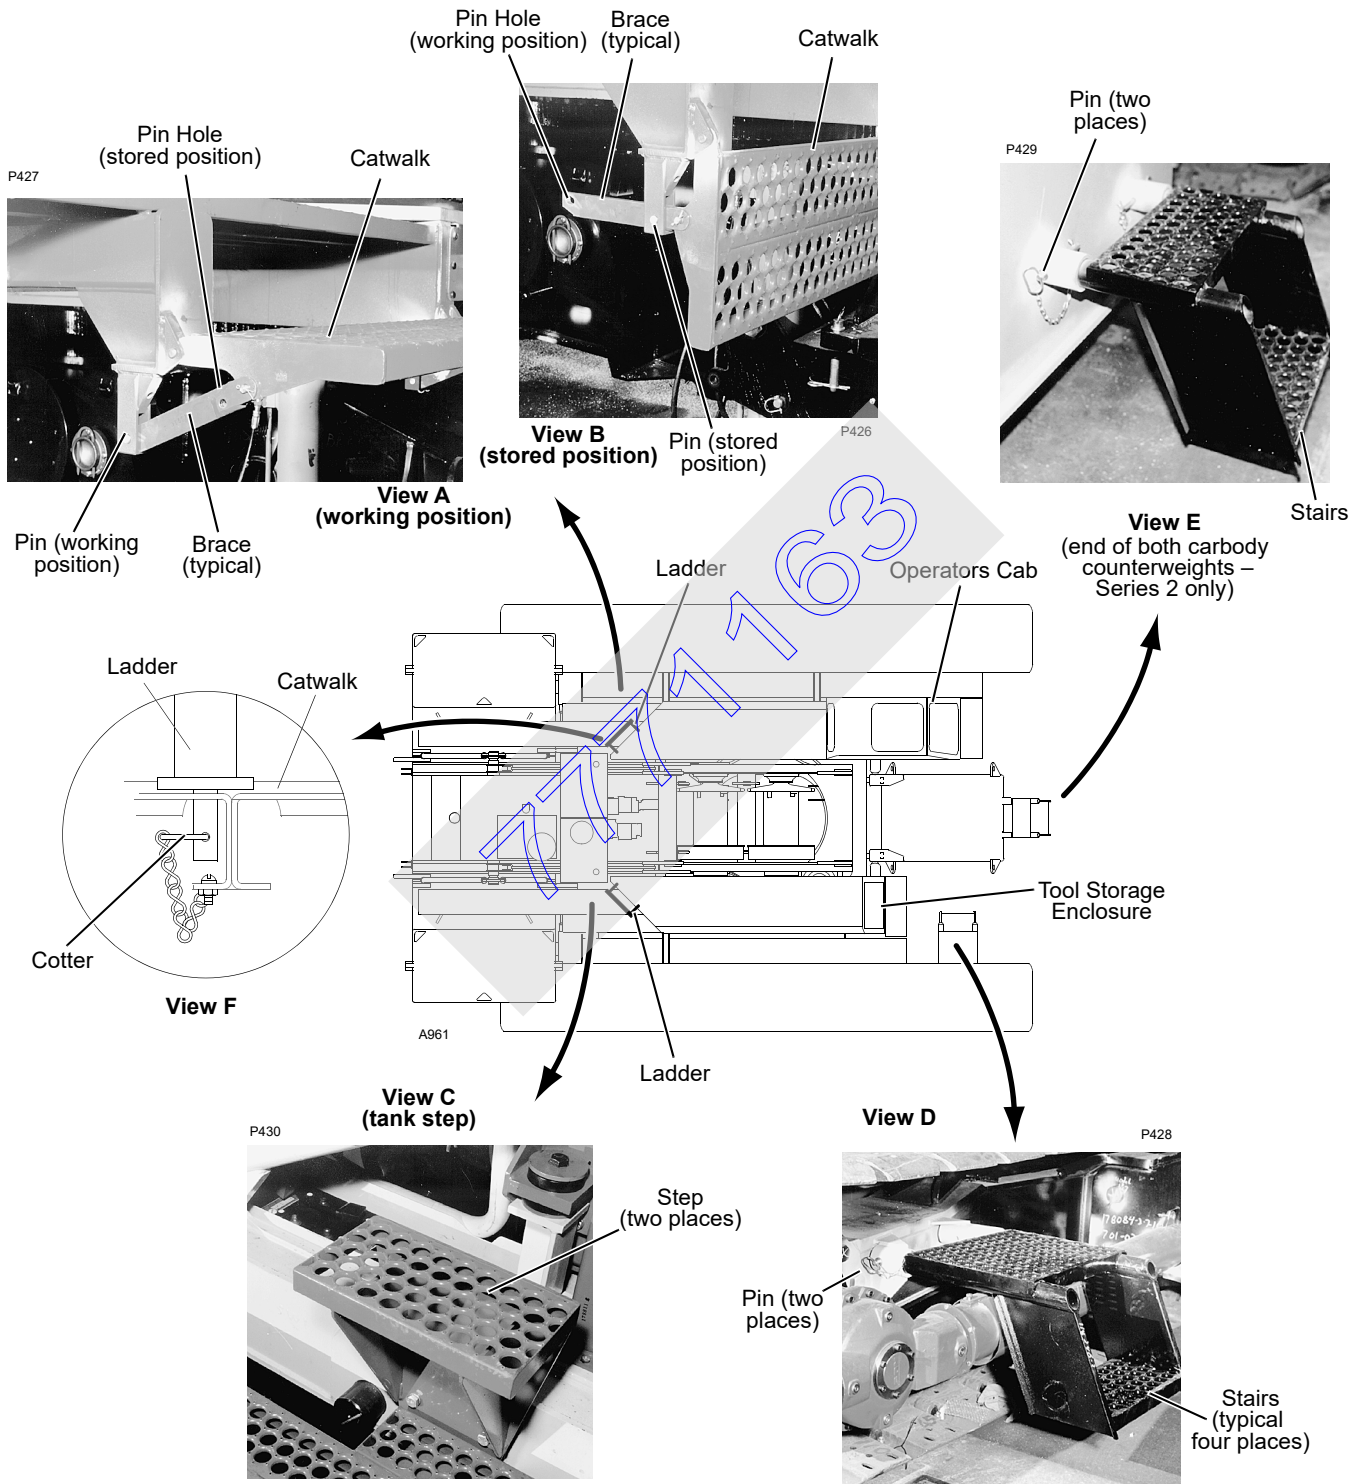 Pin Hole
(working position)
Brace
(typical)
Catwalk
Pin Hole
(stored position)
Catwalk
P427
Pin (two
places)
P429
View B
(stored position)
Pin (stored
position)
P426
View A
(working position)
Pin (working
position)
Brace
(typical)
Stairs
View E
(end of both carbody
counterweights –
Series 2 only)
Ladder
Operators Cab
Ladder
Catwalk
Cotter
View F
77163
Tool Storage
Enclosure
A961
Ladder
View C
(tank step)
View D
P430
P428
Step
(two places)
Pin (two
places)
Stairs
(typical
four places)